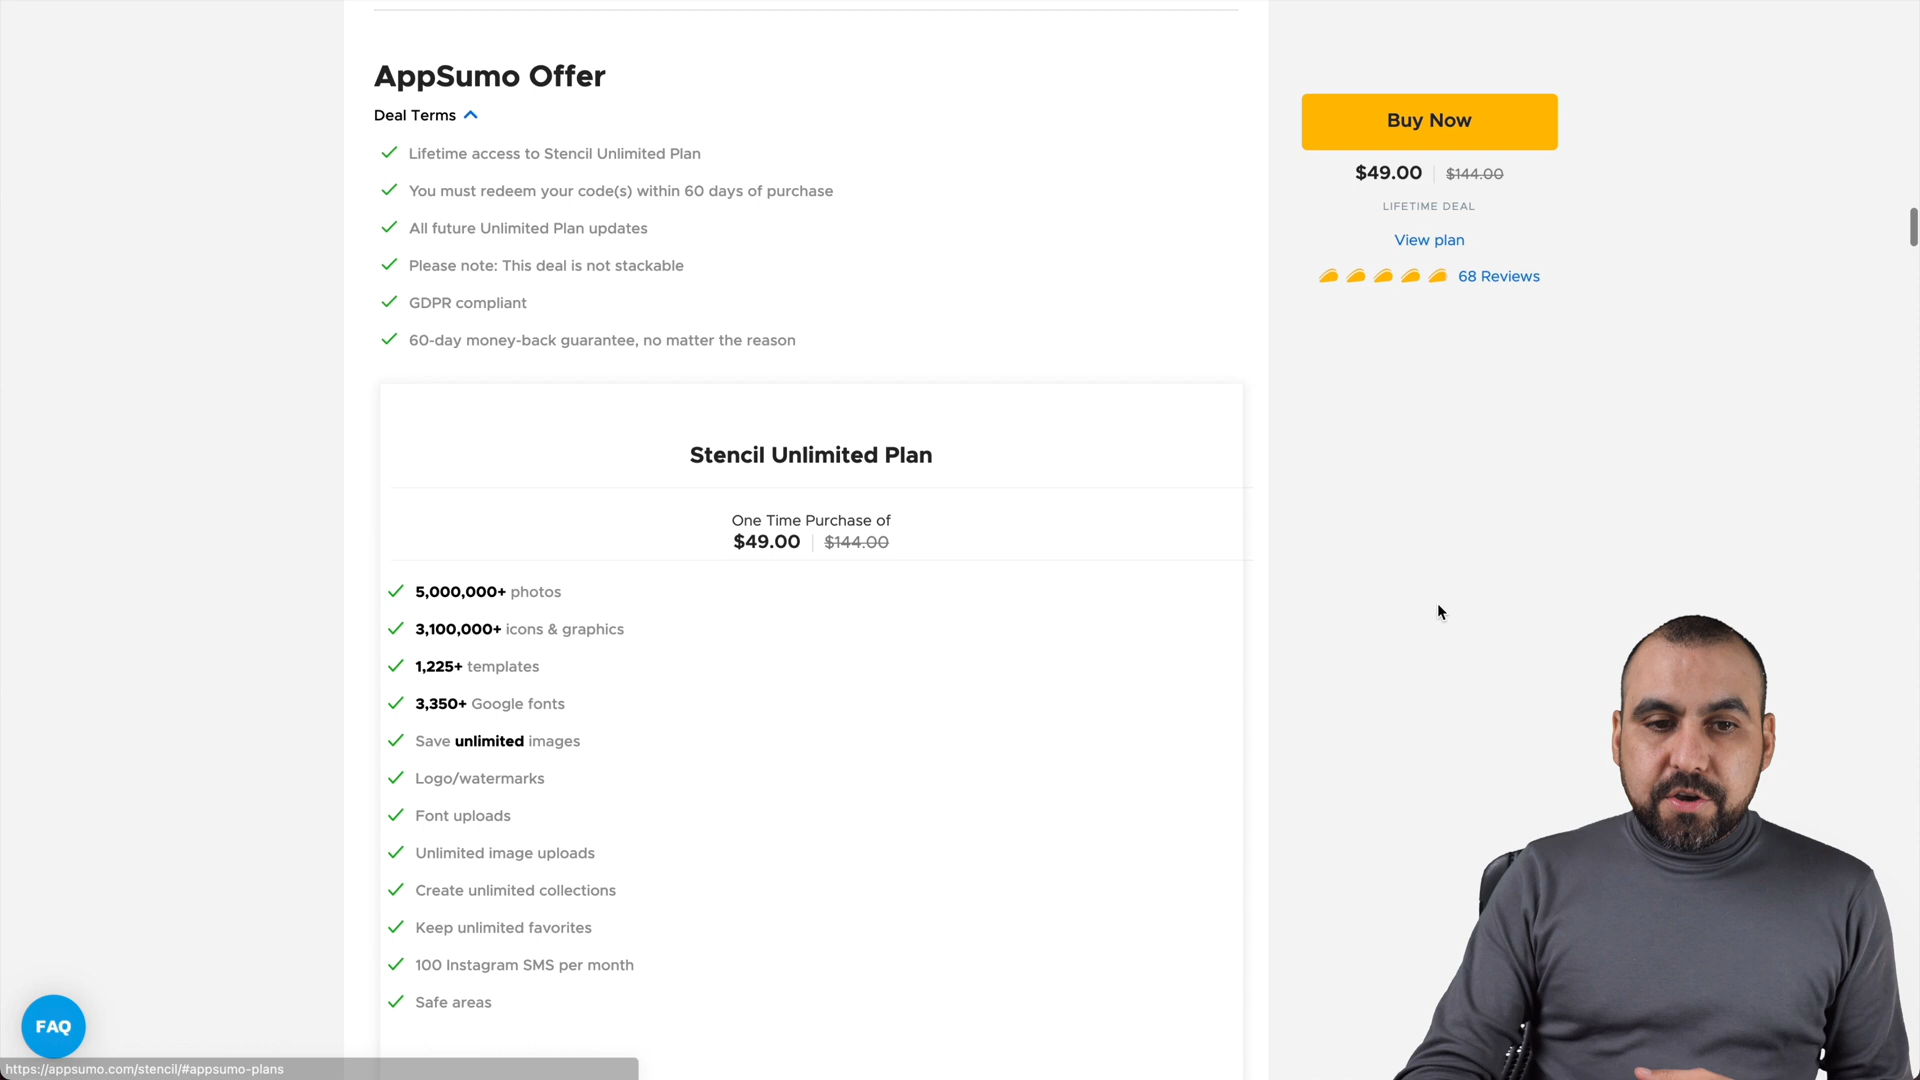 AppSumo Offer
Deal Terms
Lifetime access to Stencil Unlimited Plan
You must redeem your code(s) within 60 days of purchase
All future Unlimited Plan updates
Please note: This deal is not stackable
GDPR compliant
60-day money-back guarantee, no matter the reason
Stencil Unlimited Plan
One Time Purchase of
$49.00 $144.00
5,000,000+ photos
3,100,000+ icons & graphics
1,225+ templates
3,350+ Google fonts
Save unlimited images
Logo/watermarks
Font uploads
Unlimited image uploads
Create unlimited collections
Keep unlimited favorites
100 Instagram SMS per month
Safe areas
Buy Now
$49.00 $144.00
LIFETIME DEAL
View plan
68 Reviews
FAQ
https://appsumo.com/stencil/#appsumo-plans